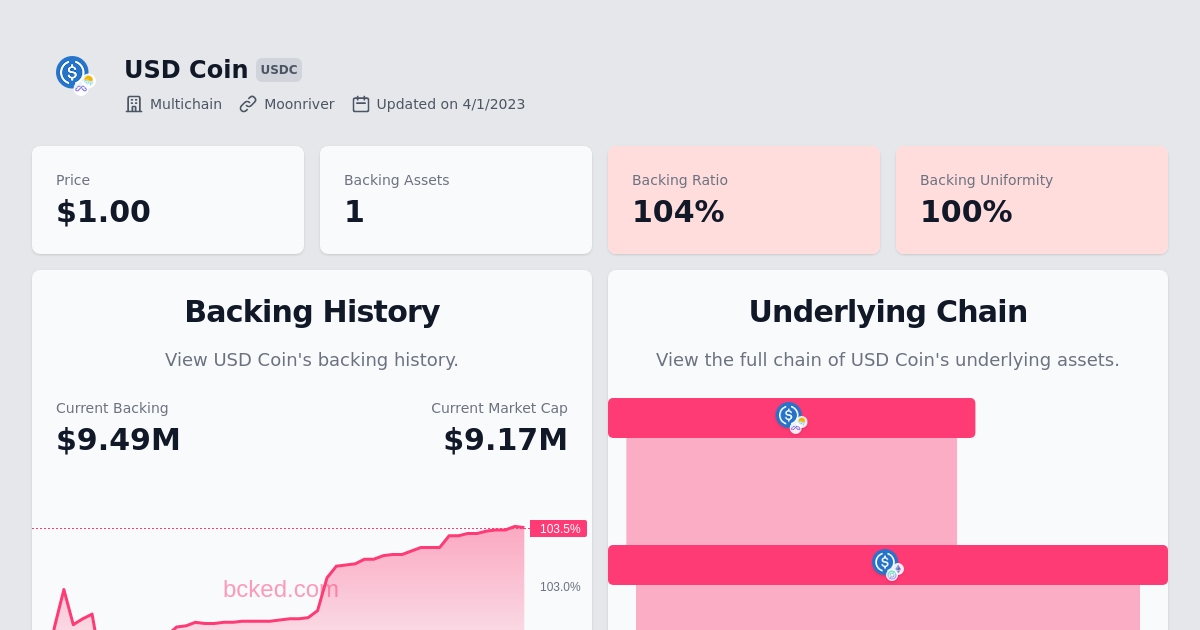 USD Coin USDC
Multichain Moonriver Updated on 4/1/2023
Price
$1.00
Backing Assets
1
Backing Ratio
104%
Backing Uniformity
100%
Backing History
View USD Coin's backing history.
Current Backing
$9.49M
Current Market Cap
$9.17M
103.5%
103.0%
bcked.com
Underlying Chain
View the full chain of USD Coin's underlying assets.